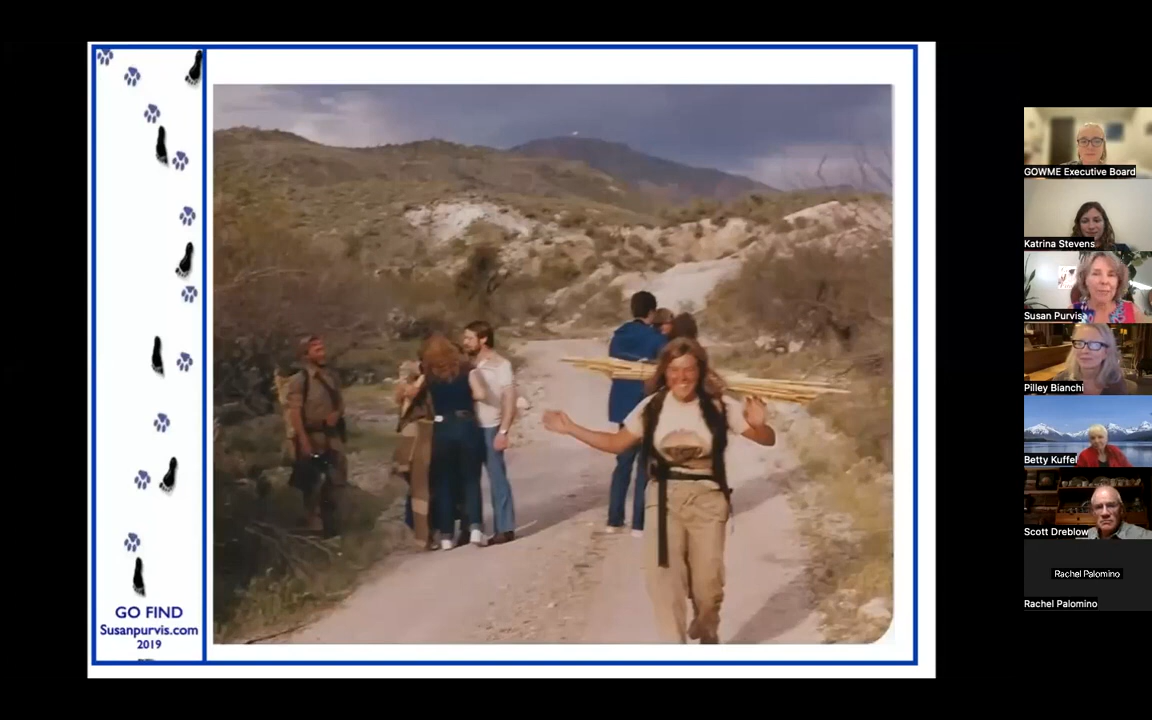 GO FIND
Susanpurvis.com
2019
GOWME Executive Board
Katrina Stevens
Susan Purvis
Pilley Bianchi
Betty Kuffel
Scott Dreblow
Rachel Palomino
Rachel Palomino